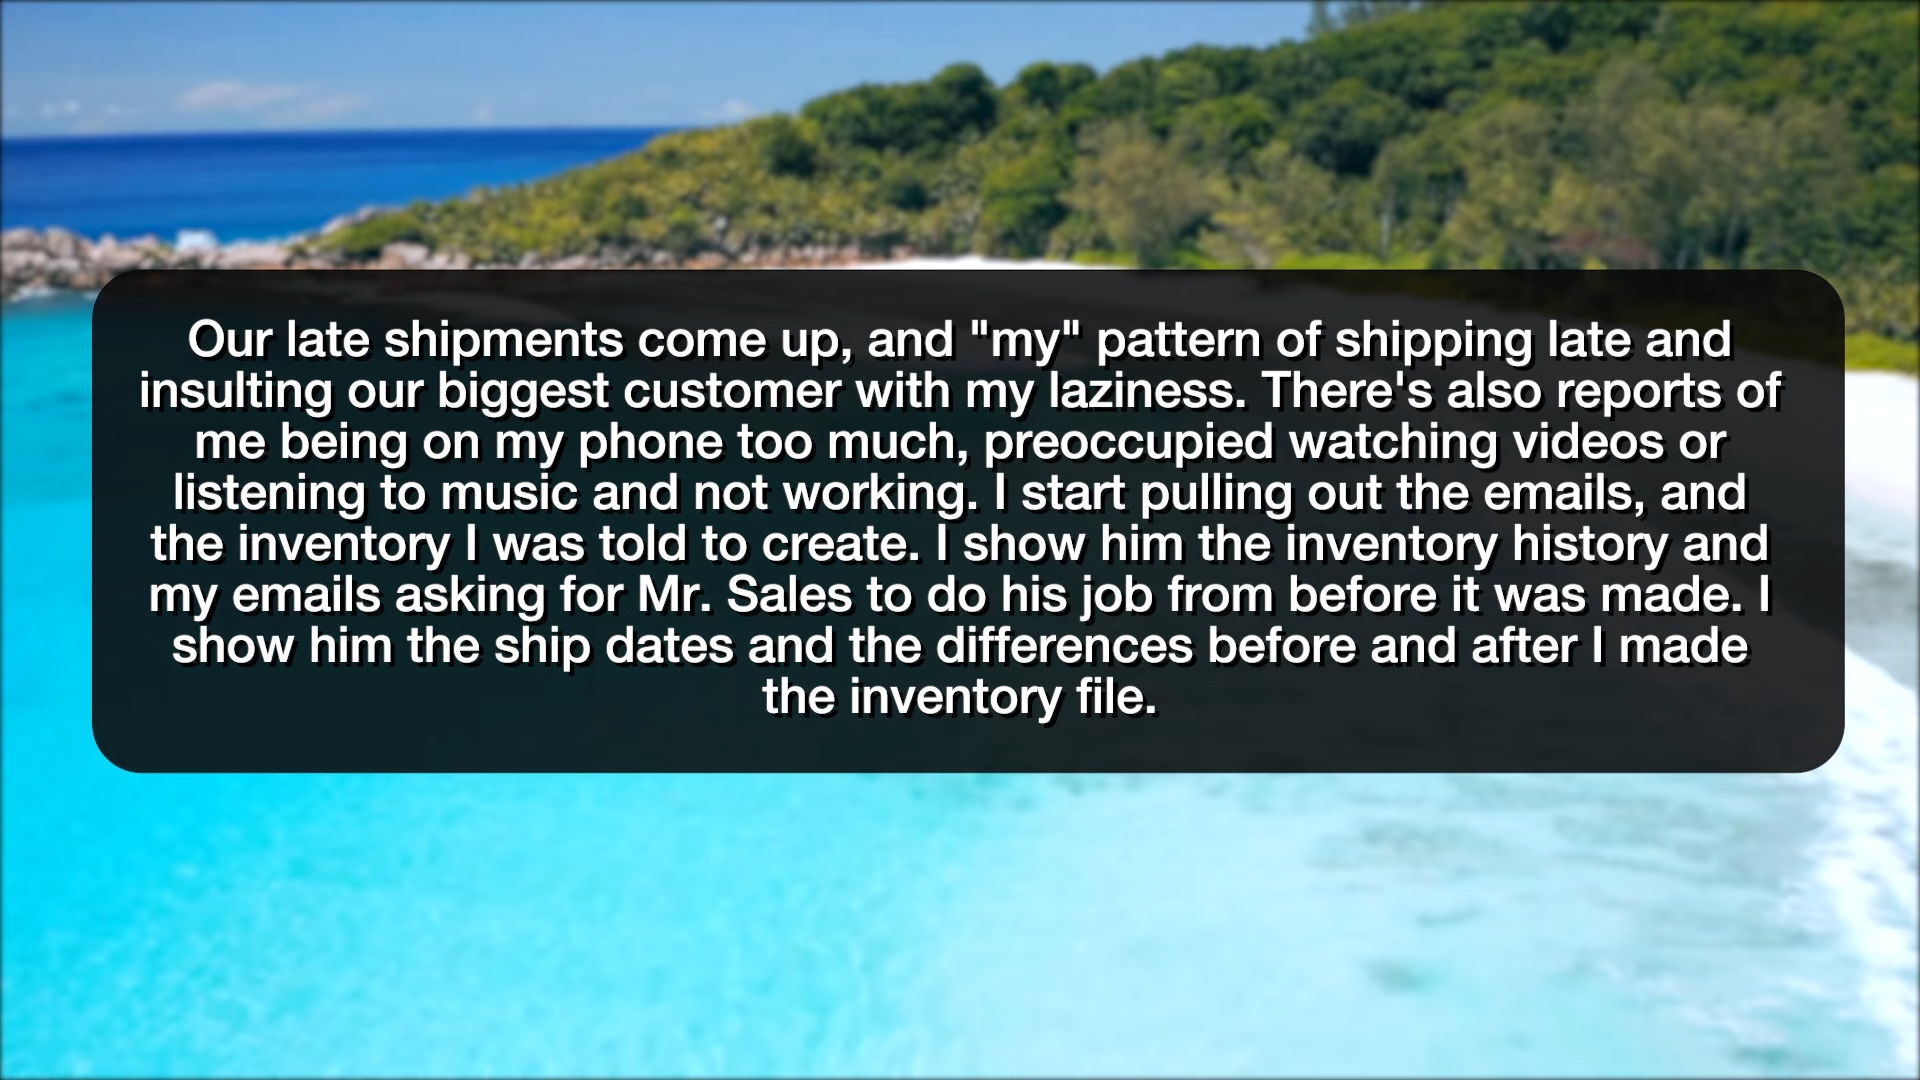 Our late shipments come up, and "my" pattern of shipping late and
insulting our biggest customer with my laziness. There's also reports of
me being on my phone too much, preoccupied watching videos or
listening to music and not working. I start pulling out the emails, and
the inventory I was told to create. I show him the inventory history and
my emails asking for Mr. Sales to do his job from before it was made. I
show him the ship dates and the differences before and after I made
the inventory file.